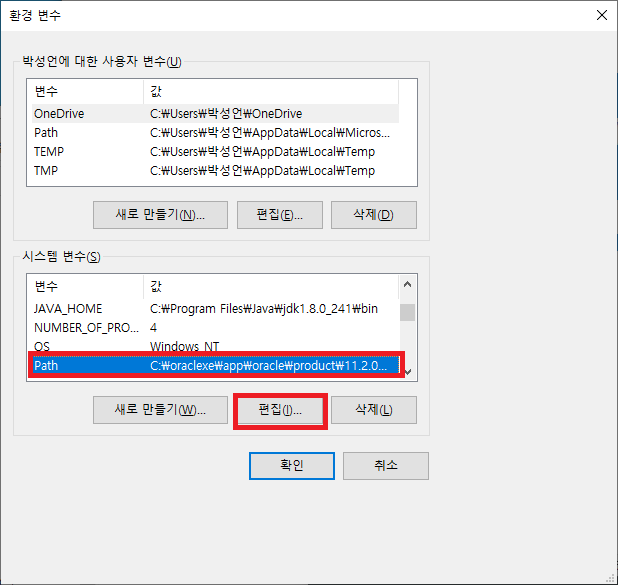 환경 변수
박성언에 대한 사용자 변수(U)
변수 값
OneDrive C:₩Users₩박성언₩OneDrive
Path C:₩Users₩박성언₩AppData₩Local₩Micros...
TEMP C:₩Users₩박성언₩AppData₩Local₩Temp
TMP C:₩Users₩박성언₩AppData₩Local₩Temp
새로 만들기(N)... 편집(E)... 삭제(D)
시스템 변수(S)
변수 값
JAVA_HOME C:₩Program Files₩Java₩jdk1.8.0_241₩bin
NUMBER_OF_PRO... 4
OS Windows_NT
Path C:₩oraclexe₩app₩oracle₩product₩11.2.0...
새로 만들기(W)... 편집(I)... 삭제(L)
확인 취소